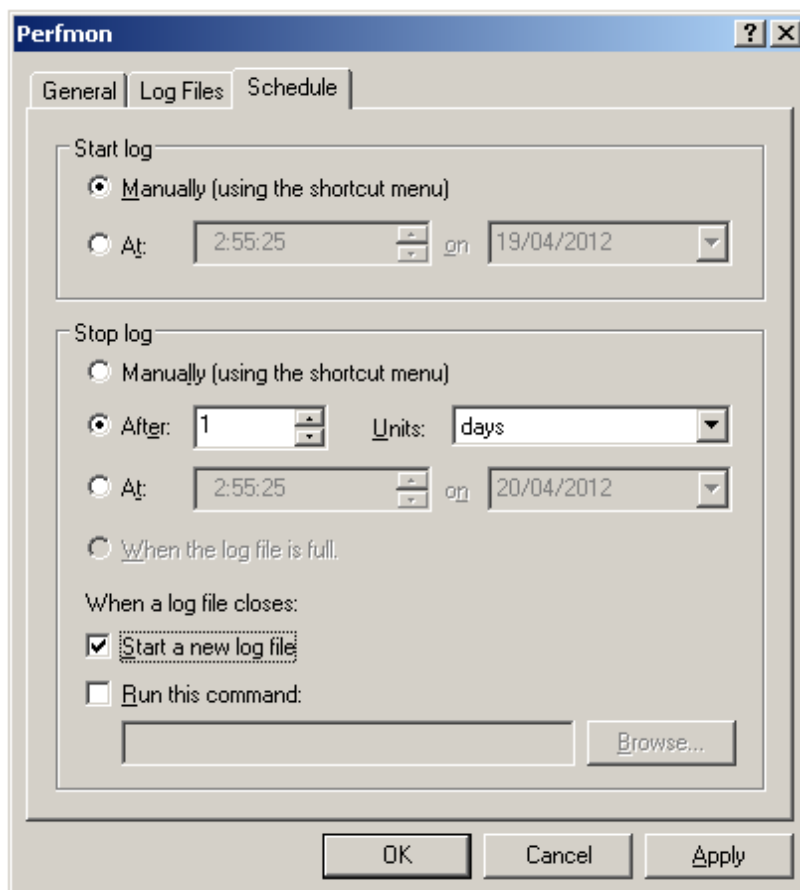 Perfmon
General Log Files Schedule
Start log
Manually (using the shortcut menu)
At: 2:55:25 on 19/04/2012
Stop log
Manually (using the shortcut menu)
After: 1 Units: days
At: 2:55:25 on 20/04/2012
When the log file is full.
When a log file closes:
Start a new log file
Run this command:
Browse...
OK Cancel Apply